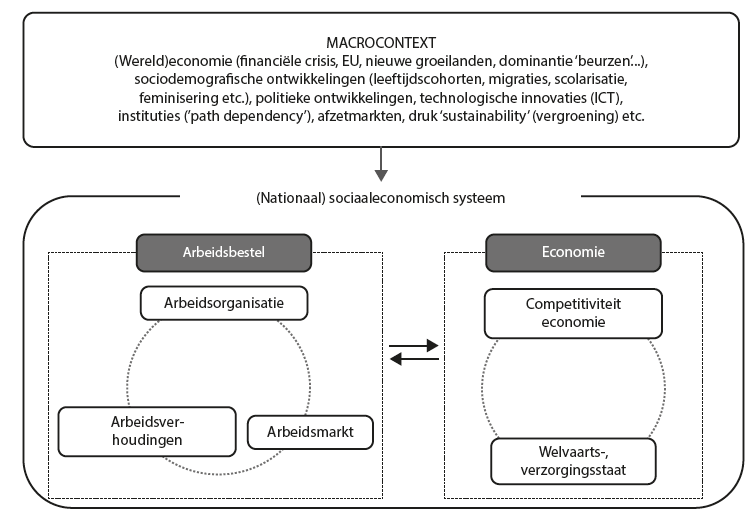 MACROCONTEXT
(Wereld)economie (financiële crisis, EU, nieuwe groeilanden, dominantie ‘beurzen’...),
sociodemografische ontwikkelingen (leeftijdscohorten, migraties, scolarisatie,
feminisering etc.), politieke ontwikkelingen, technologische innovaties (ICT),
instituties (‘path dependency’), afzetmarkten, druk ‘sustainability’ (vergroening) etc.
(Nationaal) sociaaleconomisch systeem
Arbeidsbestel
Arbeidsorganisatie
Arbeidsver-
houdingen
Arbeidsmarkt
Economie
Competitiviteit
economie
Welvaarts-,
verzorgingsstaat